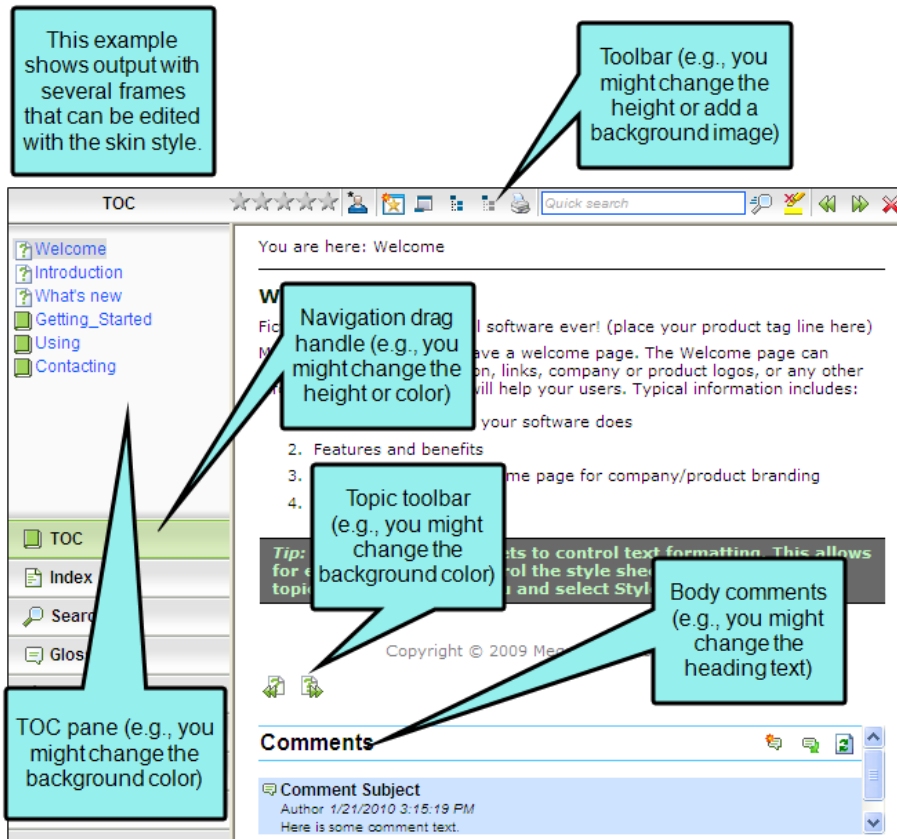 This example
shows output with
several frames
that can be edited
with the skin style.
Toolbar (e.g., you
might change the
height or add a
background image)
TOC
Quick search
Welcome
Introduction
What's new
Getting_Started
Using
Contacting
You are here: Welcome
Navigation drag
handle (e.g., you
might change the
height or color)
software ever! (place your product tag line here)
a welcome page. The Welcome page can
links, company or product logos, or any other
will help your users. Typical information includes:
your software does
2. Features and benefits
3.
page for company/product branding
4.
Topic toolbar
(e.g., you might
change the
background color)
Tip:
to control text formatting. This allows
for
the style
and select
TOC
Index
Body comments
(e.g., you might
change the
heading text)
Copyright © 2009
TOC pane (e.g., you
might change the
background color)
Comments
Comment Subject
Author 1/21/2010 3:15:19 PM
Here is some comment text.